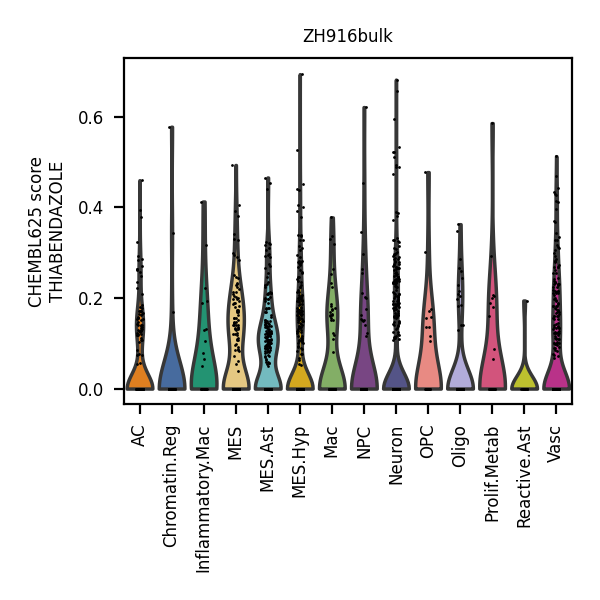 ZH916bulk
CHEMBL625 score
THIABENDAZOLE
0.6
0.4
0.2
0.0
AC
Chromatin.Reg
Inflammatory.Mac
MES
MES.Ast
MES.Hyp
Mac
NPC
Neuron
OPC
Oligo
Prolif.Metab
Reactive.Ast
Vasc